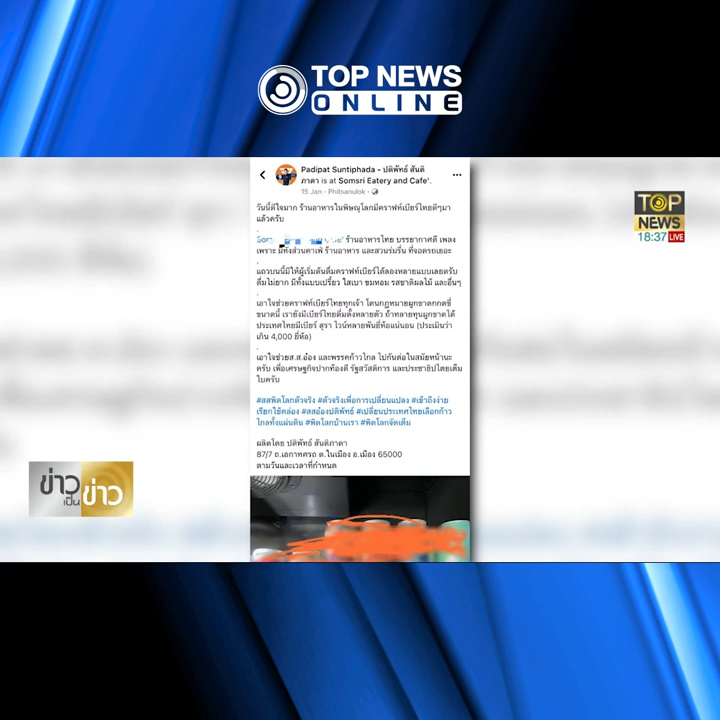 TOP NEWS
ONLINE
Padipat Suntiphada - ปดิพัทธ์ สันติ
ภาดา is at Somsri Eatery and Cafe'.
15 Jan · Phitsanulok ·
TOP
NEWS
18:37 LIVE
วันนี้ดีใจมาก ร้านอาหารในพิษณุโลกมีคราฟท์เบียร์ไทยดีๆมา
แล้วครับ
.
ร้านอาหารไทย บรรยากาศดี เพลง
เพราะ มีทั้งส่วนคาเฟ่ ร้านอาหาร และสวนร่มรื่น ที่จอดรถเยอะ
.
แถวบนนี้มีให้ผู้เริ่มต้นดื่มคราฟท์เบียร์ได้ลองหลายแบบเลยครับ
ดื่มไม่ยาก มีทั้งแบบเปรี้ยว ใสเบา ขมหอม รสชาติผลไม้ และอื่นๆ
.
เอาใจช่วยคราฟท์เบียร์ไทยทุกเจ้า โดนกฎหมายผูกขาดกดขี่
ขนาดนี้ เรายังมีเบียร์ไทยดื่มตั้งหลายตัว ถ้าทลายทุนผูกขาดได้
ประเทศไทยมีเบียร์ สุรา ไวน์หลายพันยี่ห้อแน่นอน (ประเมินว่า
เกิน 4,000 ยี่ห้อ)
.
เอาใจช่วยส.ส.อ๋อง และพรรคก้าวไกล ไปกันต่อในสมัยหน้านะ
ครับ เพื่อเศรษฐกิจปากท้องดี รัฐสวัสดิการ และประชาธิปไตยเต็ม
ใบครับ
#สสพิดโลกตัวจริง #ตัวจริงเพื่อการเปลี่ยนแปลง #เข้าถึงง่าย
เรียกใช้คล่อง #สสอ๋องปดิพัทธ์ #เปลี่ยนประเทศไทยเลือกก้าว
ไกลทั้งแผ่นดิน #พิดโลกบ้านเรา #พิดโลกจัดเต็ม
ผลิตโดย ปดิพัทธ์ สันติภาดา
87/7 ถ.เอกาทศรถ ต.ในเมือง อ.เมือง 65000
ตามวันและเวลาที่กำหนด
ข่าว
เป็น
ข่าว